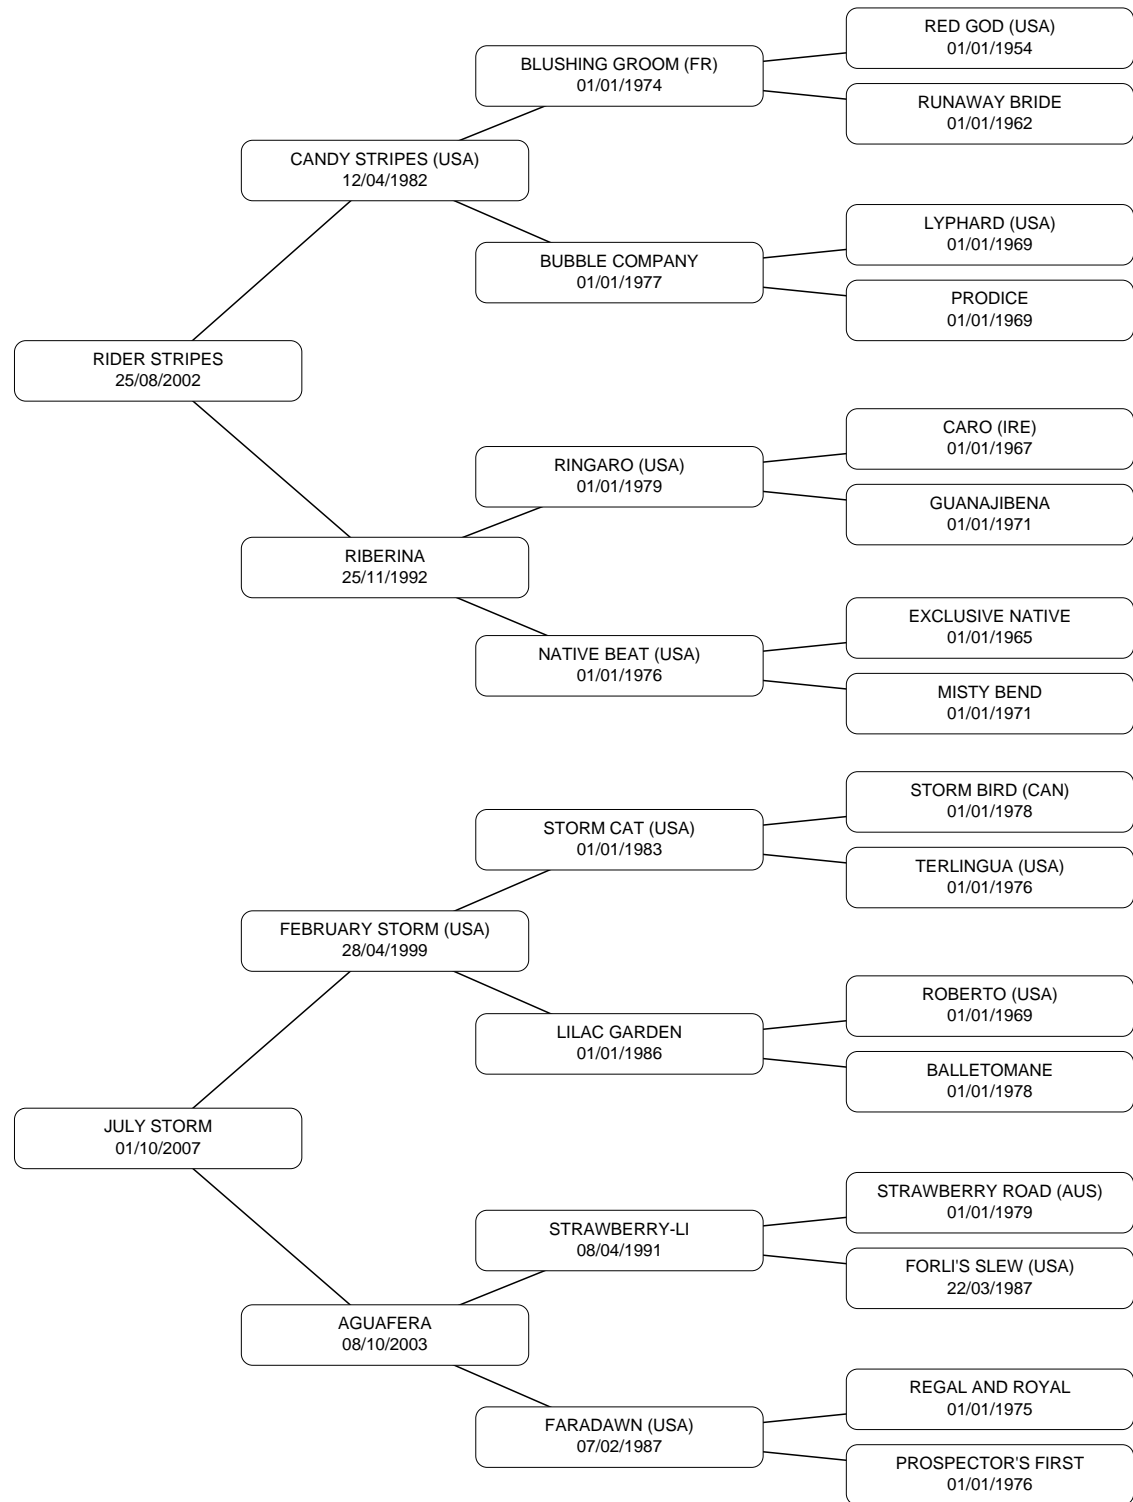 RED GOD (USA)
01/01/1954
BLUSHING GROOM (FR)
01/01/1974
RUNAWAY BRIDE
01/01/1962
CANDY STRIPES (USA)
12/04/1982
LYPHARD (USA)
01/01/1969
BUBBLE COMPANY
01/01/1977
PRODICE
01/01/1969
RIDER STRIPES
25/08/2002
CARO (IRE)
01/01/1967
RINGARO (USA)
01/01/1979
GUANAJIBENA
01/01/1971
RIBERINA
25/11/1992
EXCLUSIVE NATIVE
01/01/1965
NATIVE BEAT (USA)
01/01/1976
MISTY BEND
01/01/1971
STORM BIRD (CAN)
01/01/1978
STORM CAT (USA)
01/01/1983
TERLINGUA (USA)
01/01/1976
FEBRUARY STORM (USA)
28/04/1999
ROBERTO (USA)
01/01/1969
LILAC GARDEN
01/01/1986
BALLETOMANE
01/01/1978
JULY STORM
01/10/2007
STRAWBERRY ROAD (AUS)
01/01/1979
STRAWBERRY-LI
08/04/1991
FORLI'S SLEW (USA)
22/03/1987
AGUAFERA
08/10/2003
REGAL AND ROYAL
01/01/1975
FARADAWN (USA)
07/02/1987
PROSPECTOR'S FIRST
01/01/1976